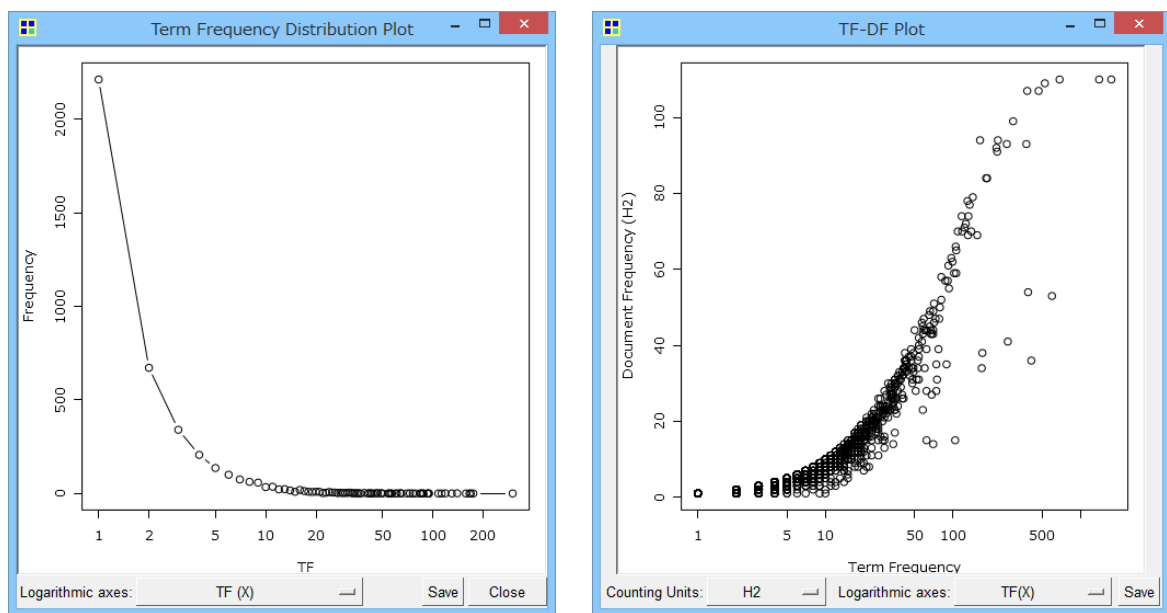 Term Frequency Distribution Plot
Frequency
2000
1500
1000
500
0
1 2 5 10 20 50 100 200
TF
Logarithmic axes: TF (X) Save Close
TF-DF Plot
Document Frequency (H2)
100
80
60
40
20
0
1 5 10 50 100 500
Term Frequency
Counting Units: H2 Logarithmic axes: TF(X) Save